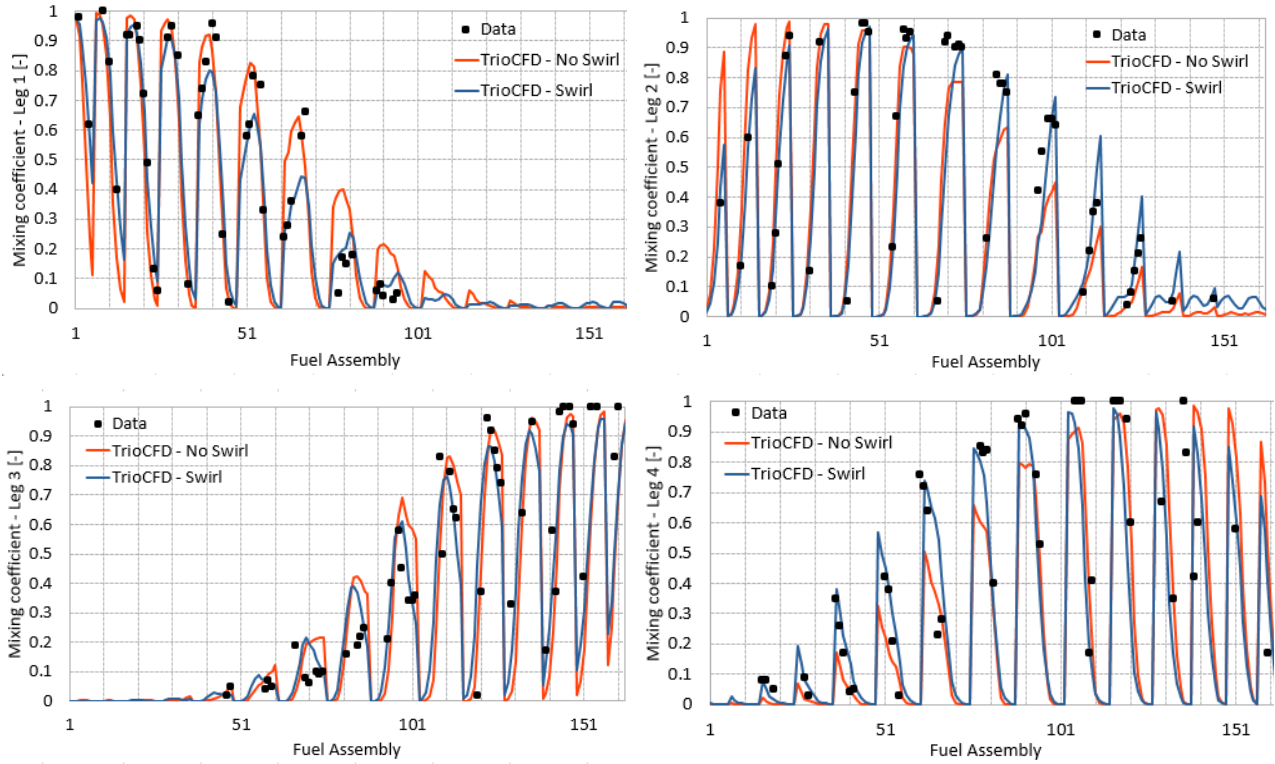 Mixing coefficient - Leg 1 [-]
1
0.9
0.8
0.7
0.6
0.5
0.4
0.3
0.2
0.1
0
Data
TrioCFD - No Swirl
TrioCFD - Swirl
1 51 101 151
Fuel Assembly
Mixing coefficient - Leg 2 [-]
1
0.9
0.8
0.7
0.6
0.5
0.4
0.3
0.2
0.1
0
Data
TrioCFD - No Swirl
TrioCFD - Swirl
1 51 101 151
Fuel Assembly
Mixing coefficient - Leg 3 [-]
1
0.9
0.8
0.7
0.6
0.5
0.4
0.3
0.2
0.1
0
Data
TrioCFD - No Swirl
TrioCFD - Swirl
1 51 101 151
Fuel Assembly
Mixing coefficient - Leg 4 [-]
1
0.9
0.8
0.7
0.6
0.5
0.4
0.3
0.2
0.1
0
Data
TrioCFD - No Swirl
TrioCFD - Swirl
1 51 101 151
Fuel Assembly